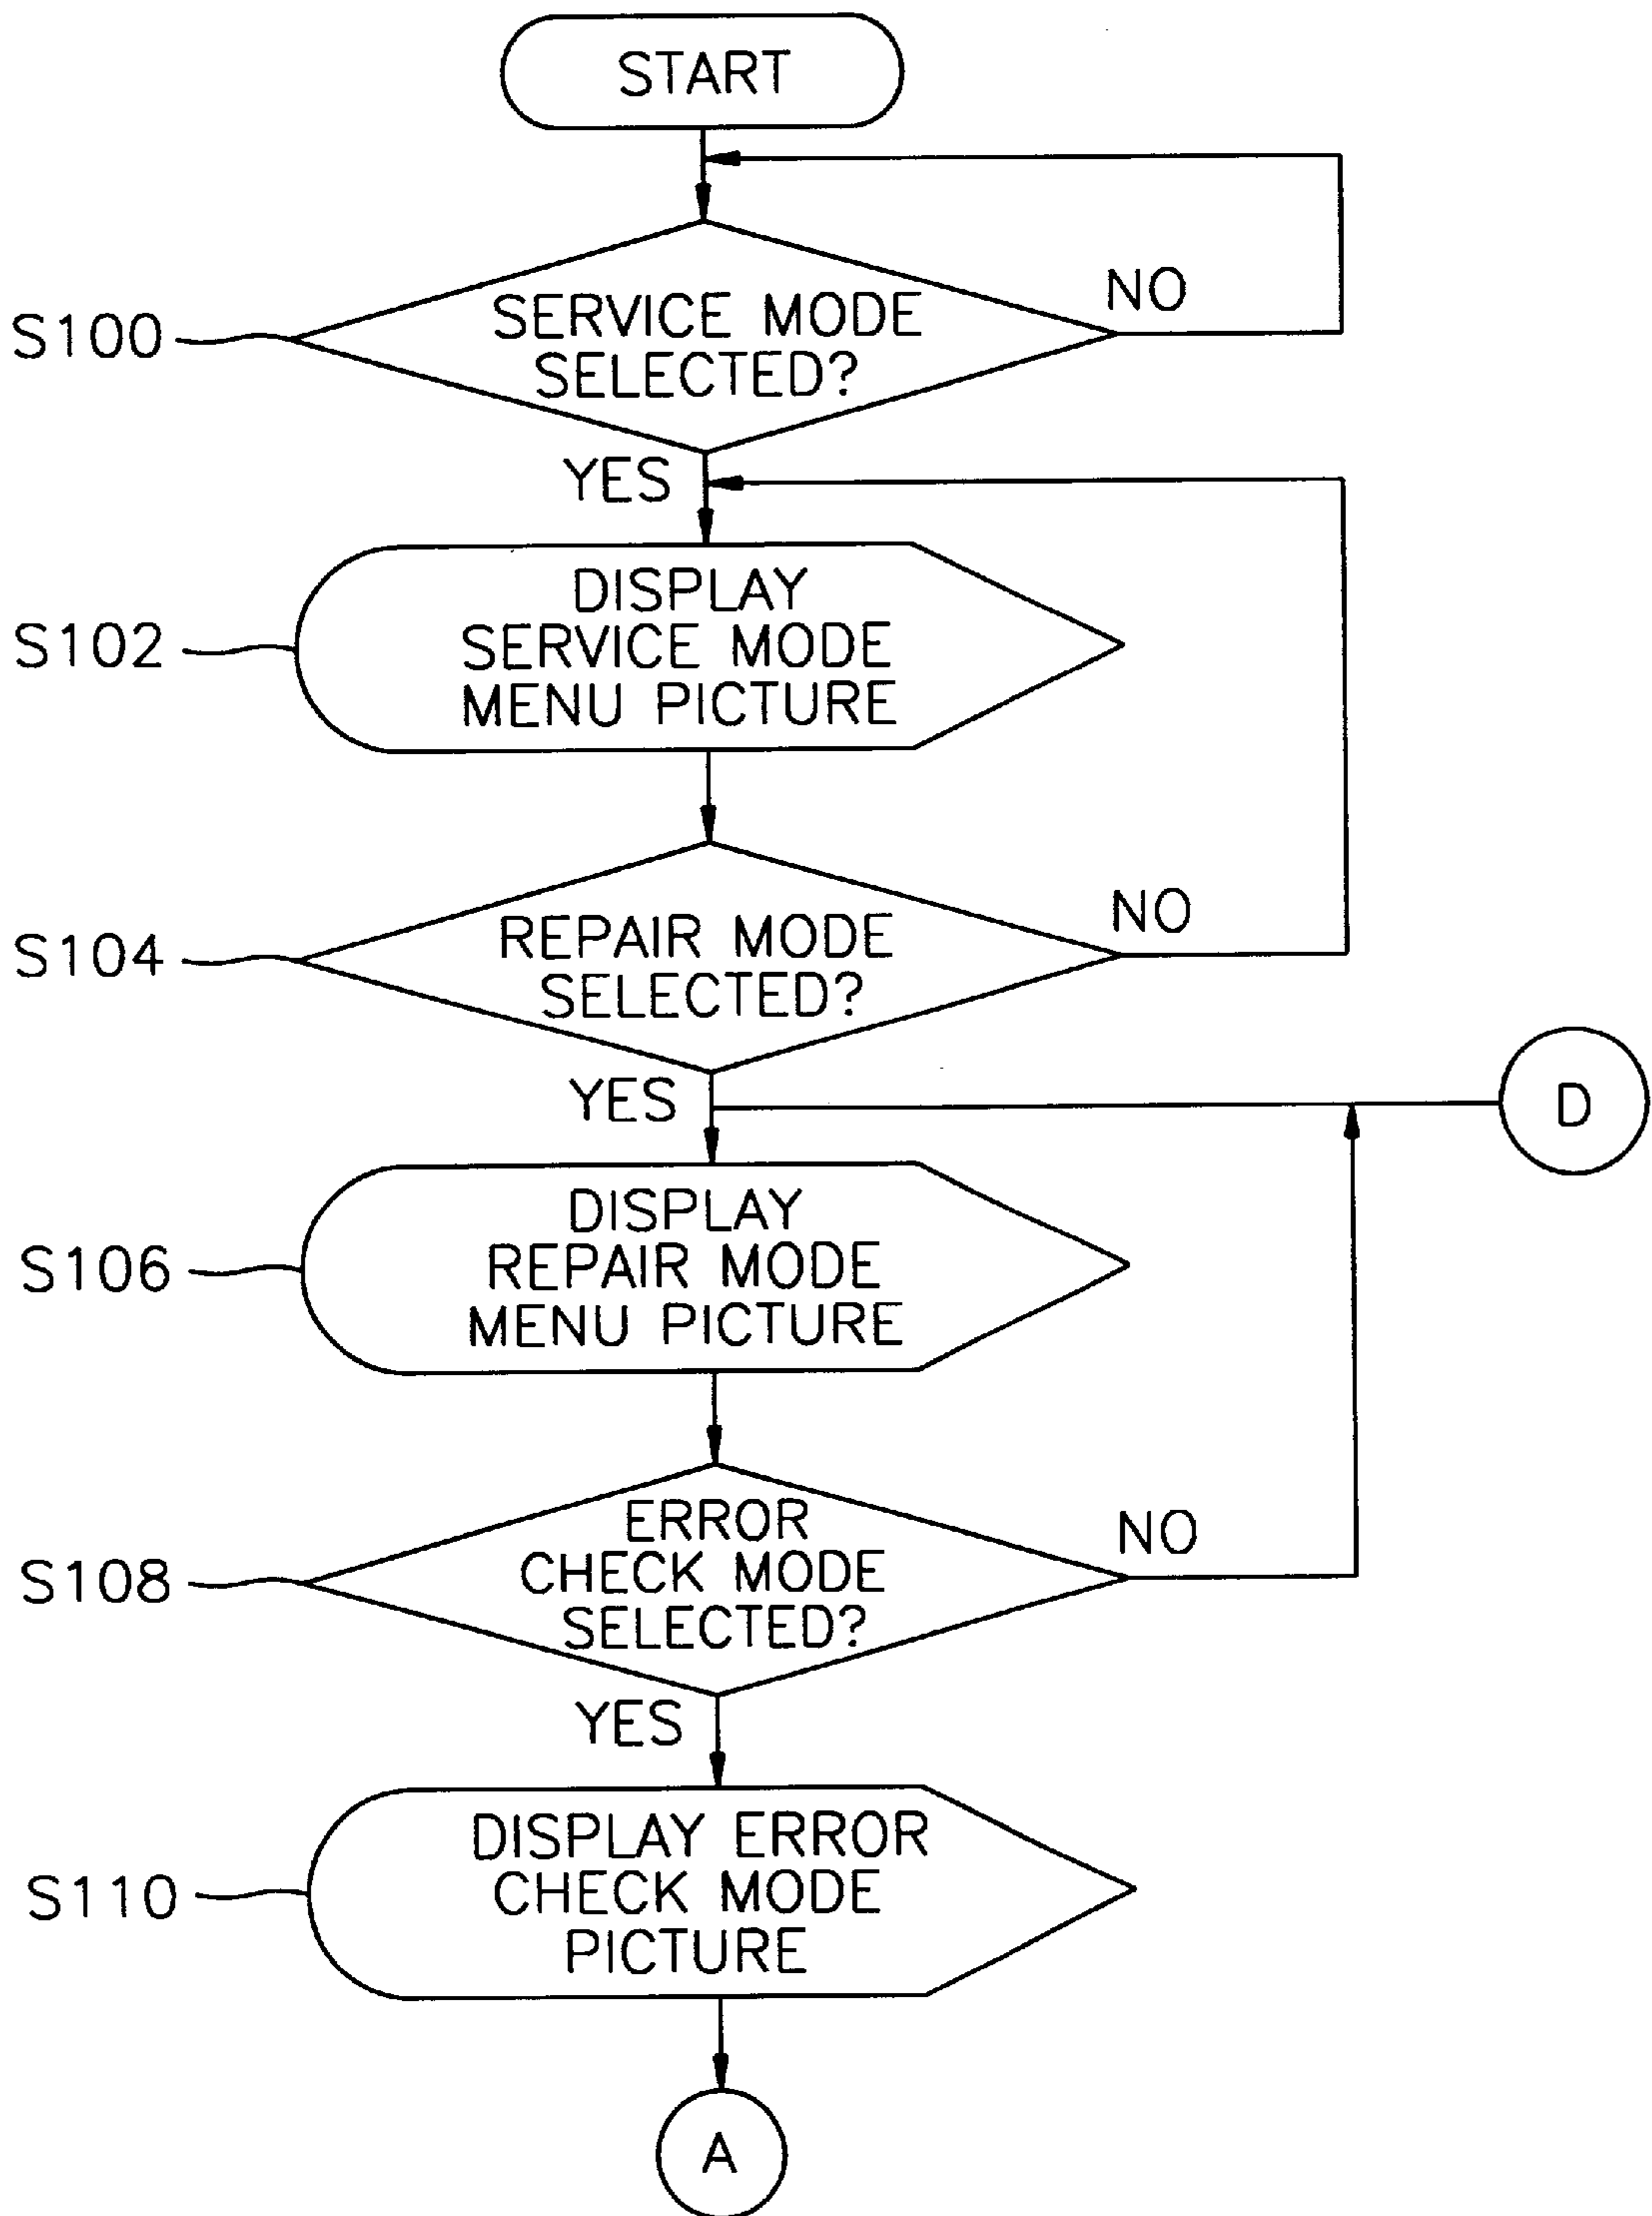 START
S100
SERVICE MODE
SELECTED?
NO
YES
S102
DISPLAY
SERVICE MODE
MENU PICTURE
S104
REPAIR MODE
SELECTED?
NO
YES
D
S106
DISPLAY
REPAIR MODE
MENU PICTURE
S108
ERROR
CHECK MODE
SELECTED?
NO
YES
S110
DISPLAY ERROR
CHECK MODE
PICTURE
A